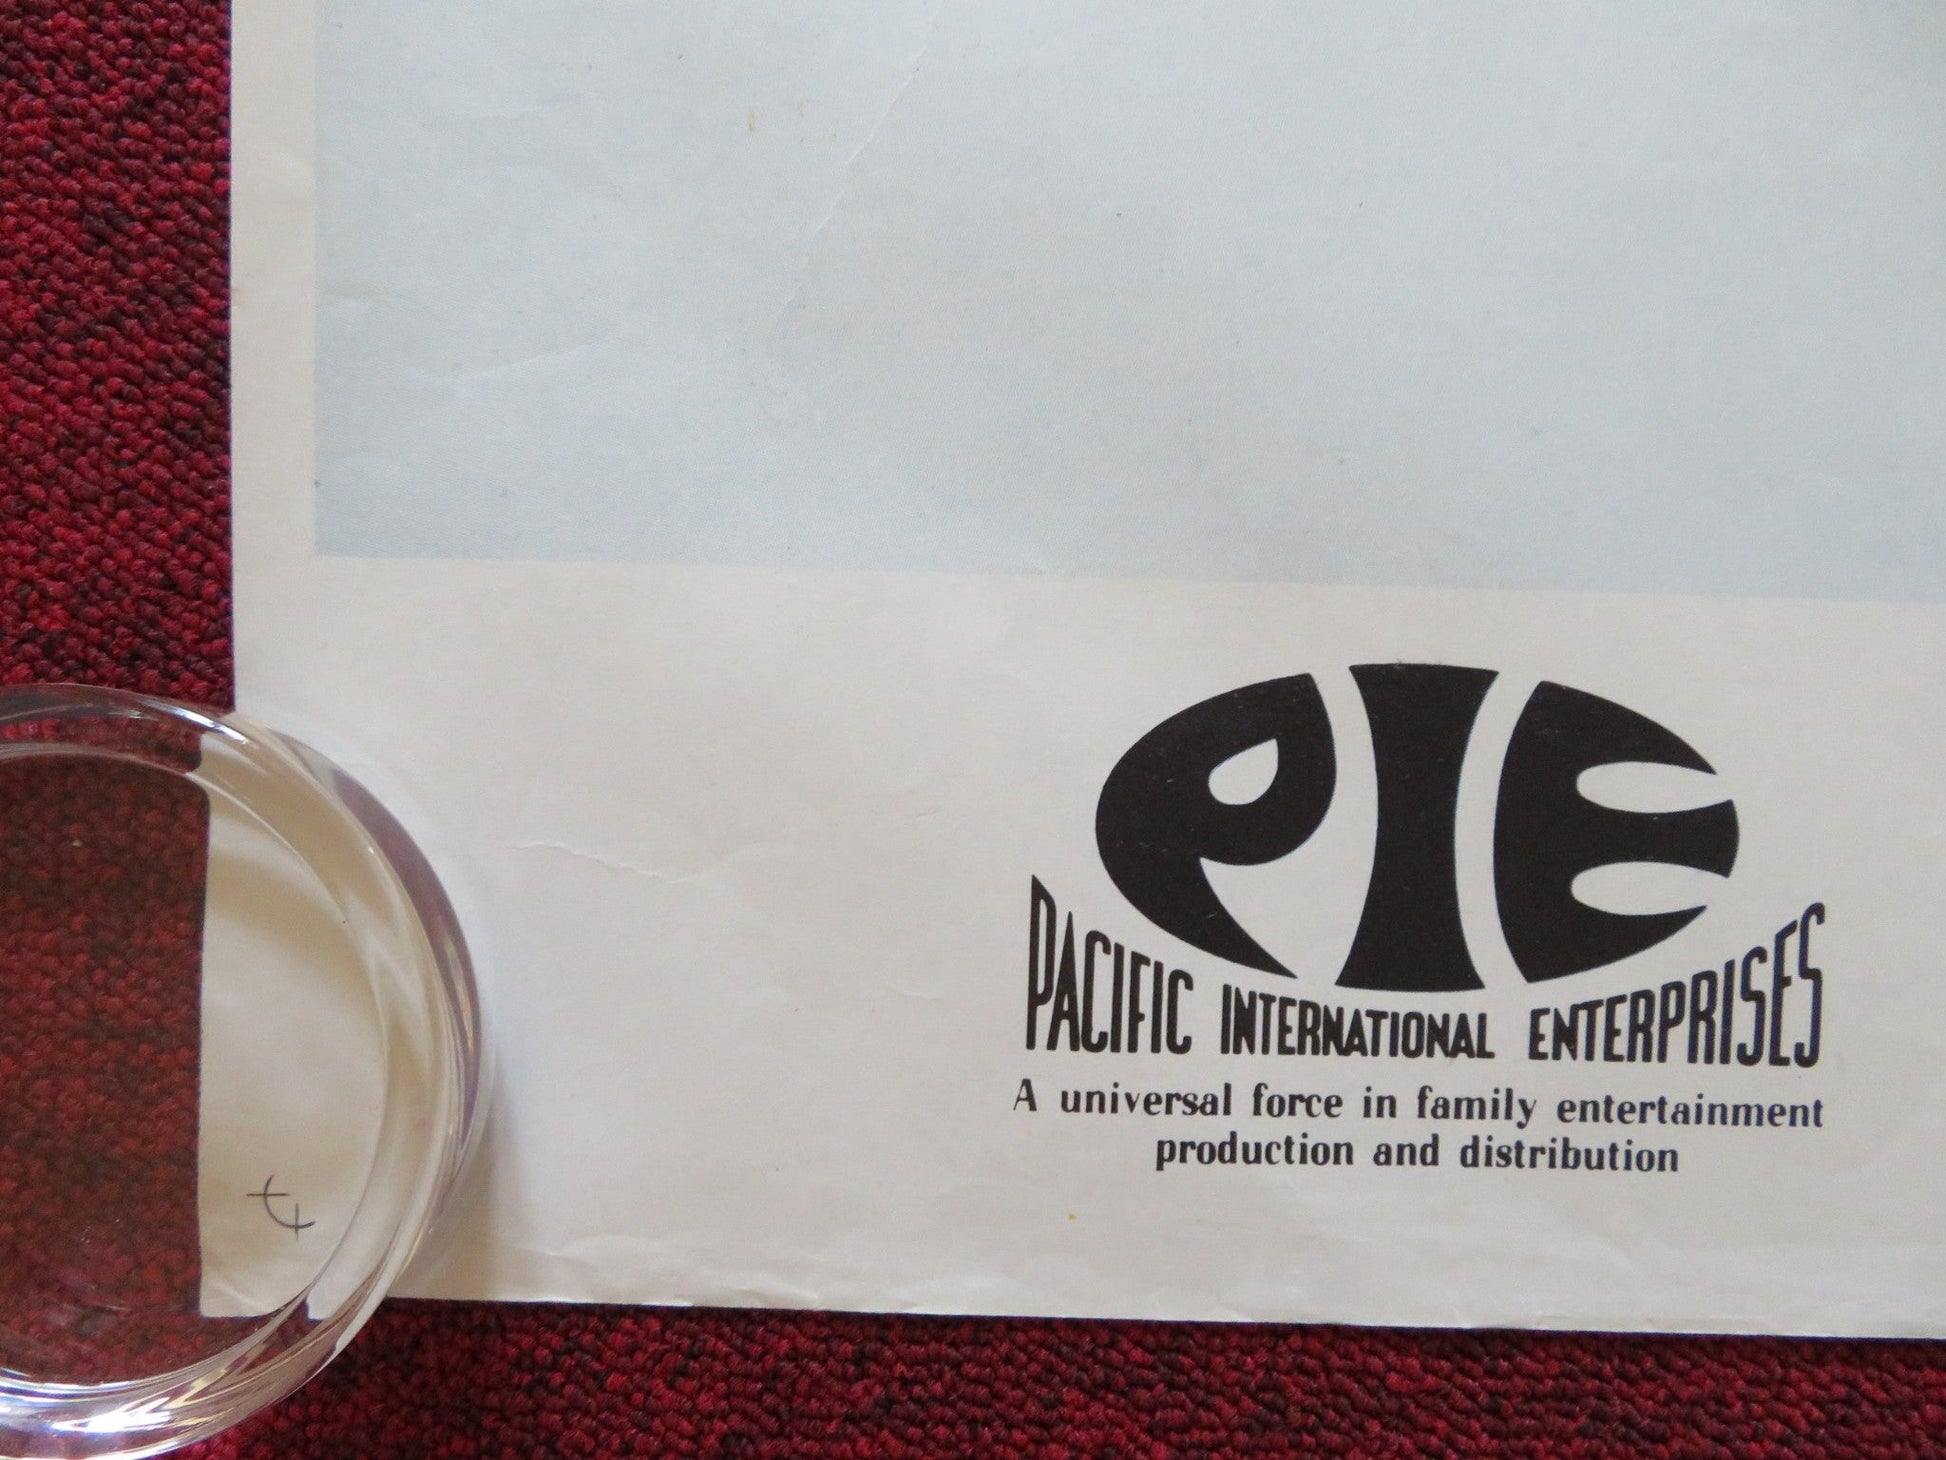 PIE
PACIFIC INTERNATIONAL ENTERPRISES
A universal force in family entertainment
production and distribution